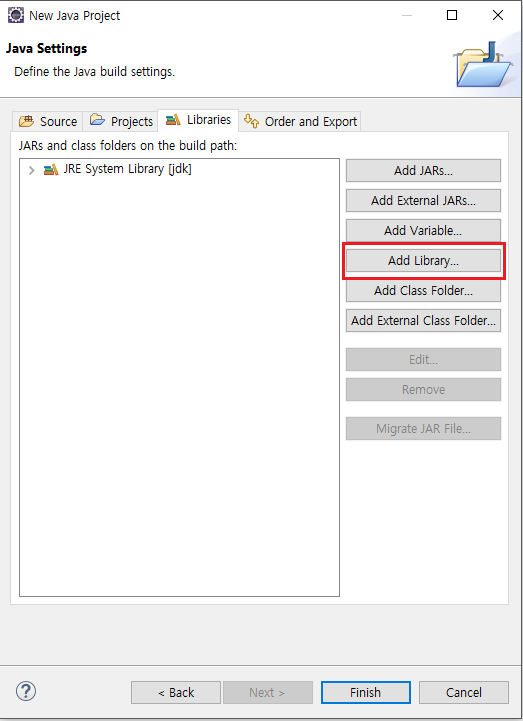 New Java Project
Java Settings
Define the Java build settings.
Source Projects Libraries Order and Export
JARs and class folders on the build path:
JRE System Library [jdk]
Add JARs...
Add External JARs...
Add Variable...
Add Library...
Add Class Folder...
Add External Class Folder...
Edit...
Remove
Migrate JAR File...
? < Back Next > Finish Cancel